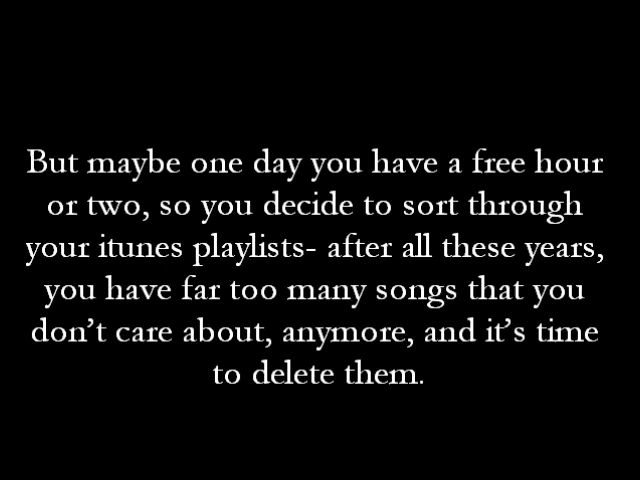 But maybe one day you have a free hour
or two, so you decide to sort through
your itunes playlists- after all these years,
you have far too many songs that you
don’t care about, anymore, and it’s time
to delete them.